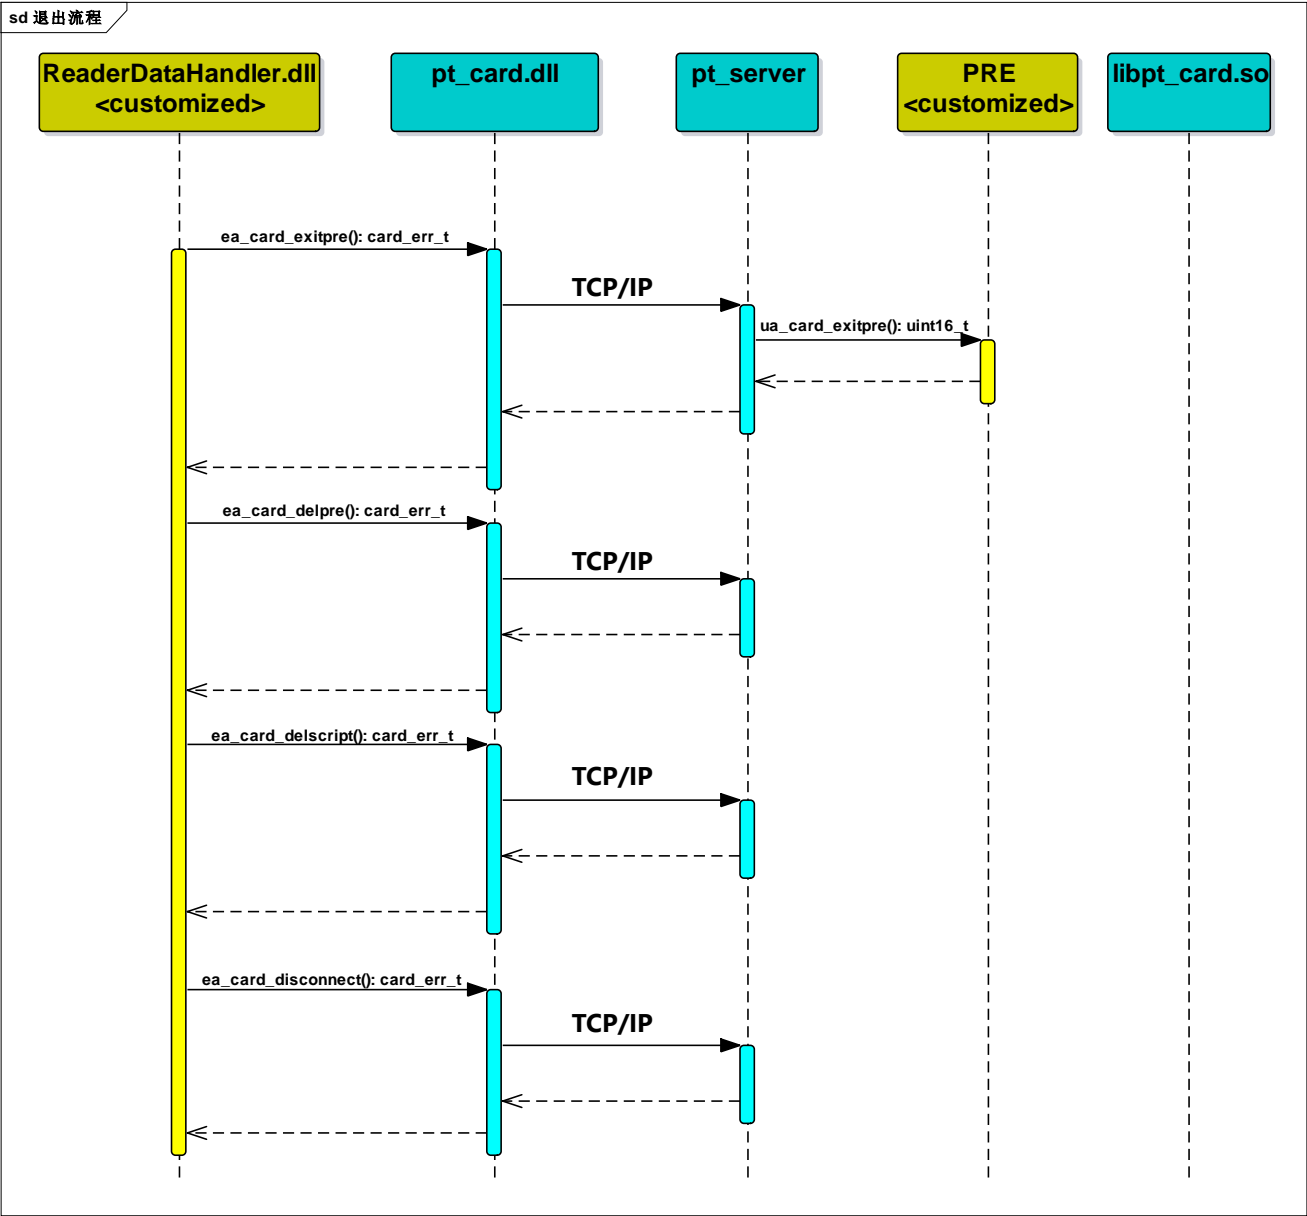 sd 退出流程
ReaderDataHandler.dll
<customized>
pt_card.dll
pt_server
PRE
<customized>
libpt_card.so
ea_card_exitpre(): card_err_t
TCP/IP
ua_card_exitpre(): uint16_t
ea_card_delpre(): card_err_t
TCP/IP
ea_card_delscript(): card_err_t
TCP/IP
ea_card_disconnect(): card_err_t
TCP/IP